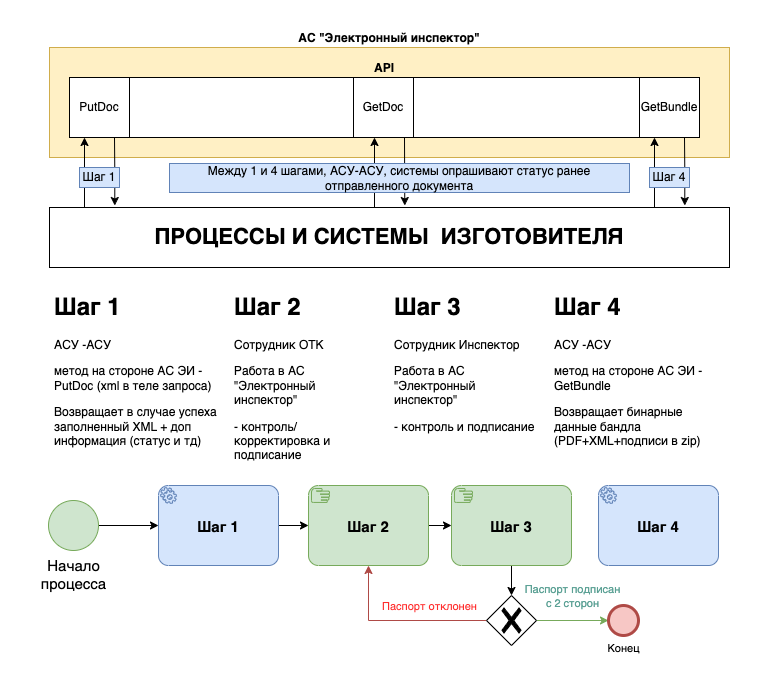 АС "Электронный инспектор"
API
PutDoc
GetDoc
GetBundle
Шаг 1
Между 1 и 4 шагами, АСУ-АСУ, системы опрашивают статус ранее
отправленного документа
Шаг 4
ПРОЦЕССЫ И СИСТЕМЫ ИЗГОТОВИТЕЛЯ
Шаг 1
АСУ -АСУ
метод на стороне АС ЭИ -
PutDoc (xml в теле запроса)
Возвращает в случае успеха
заполненный XML + доп
информация (статус и тд)
Шаг 2
Сотрудник ОТК
Работа в АС
"Электронный
инспектор"
- контроль/
корректировка и
подписание
Шаг 3
Сотрудник Инспектор
Работа в АС
"Электронный
инспектор"
- контроль и подписание
Шаг 4
АСУ -АСУ
метод на стороне АС ЭИ -
GetBundle
Возвращает бинарные
данные бандла
(PDF+XML+подписи в zip)
Начало
процесса
Шаг 1
Шаг 2
Шаг 3
Шаг 4
Паспорт отклонен
Паспорт подписан
с 2 сторон
Конец